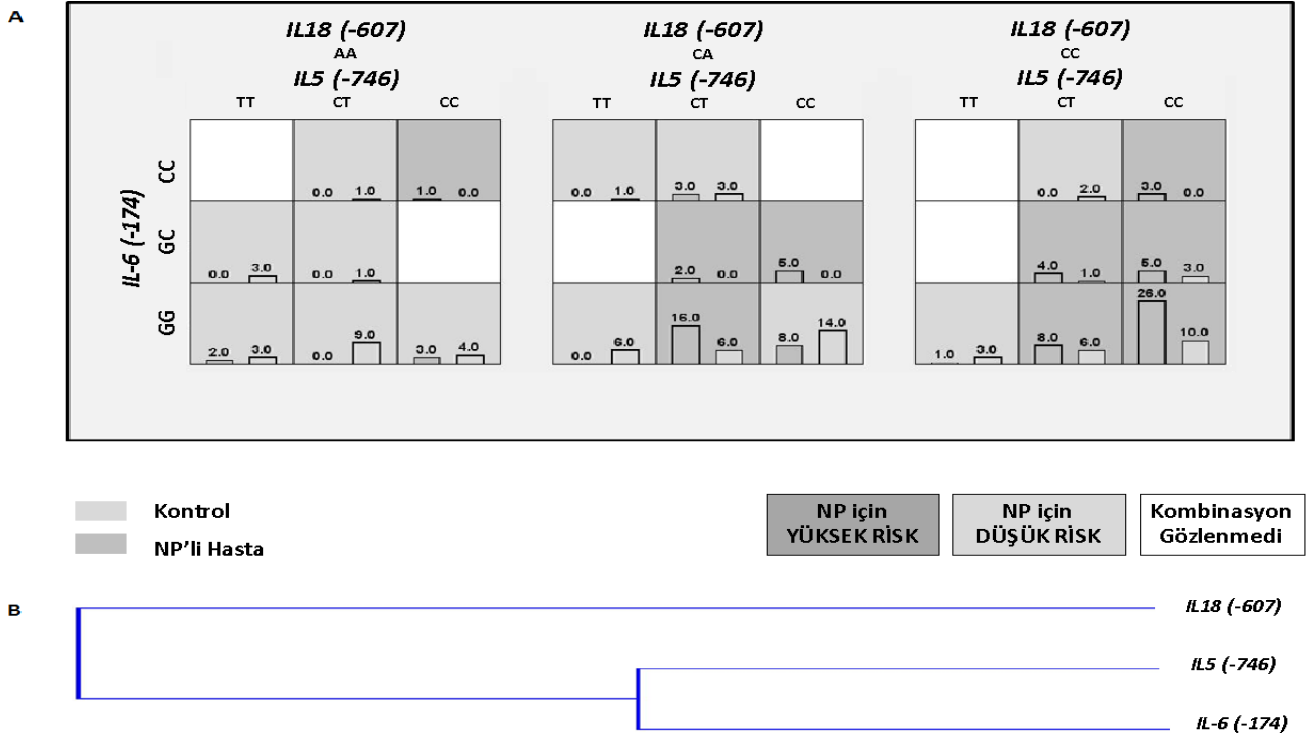 A
IL18 (-607) IL18 (-607) IL18 (-607)
AA CA CC
IL5 (-746) IL5 (-746) IL5 (-746)
TT CT CC TT CT CC TT CT CC
IL-6 (-174)
CC
0.0 1.0 1.0 0.0 0.0 1.0 3.0 3.0 0.0 2.0 3.0 0.0
GC
0.0 3.0 0.0 1.0 2.0 0.0 5.0 0.0 4.0 1.0 5.0 3.0
GG
2.0 3.0 0.0 9.0 3.0 4.0 0.0 6.0 16.0 6.0 8.0 14.0 1.0 3.0 8.0 6.0 26.0 10.0
Kontrol
NP'li Hasta
NP için
YÜKSEK RİSK
NP için
DÜŞÜK RİSK
Kombinasyon
Gözlenmedi
B
IL18 (-607)
IL5 (-746)
IL-6 (-174)